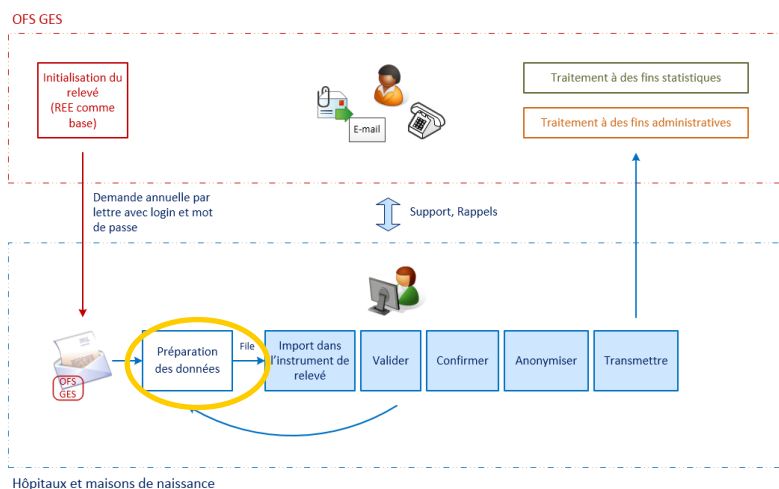 OFS GES
Initialisation du
relevé
(REE comme
base)
E-mail
Traitement à des fins statistiques
Traitement à des fins administratives
Demande annuelle par
lettre avec login et mot
de passe
Support, Rappels
OFS
GES
Préparation
des données
File
Import dans
l'instrument de
relevé
Valider
Confirmer
Anonymiser
Transmettre
Hôpitaux et maisons de naissance